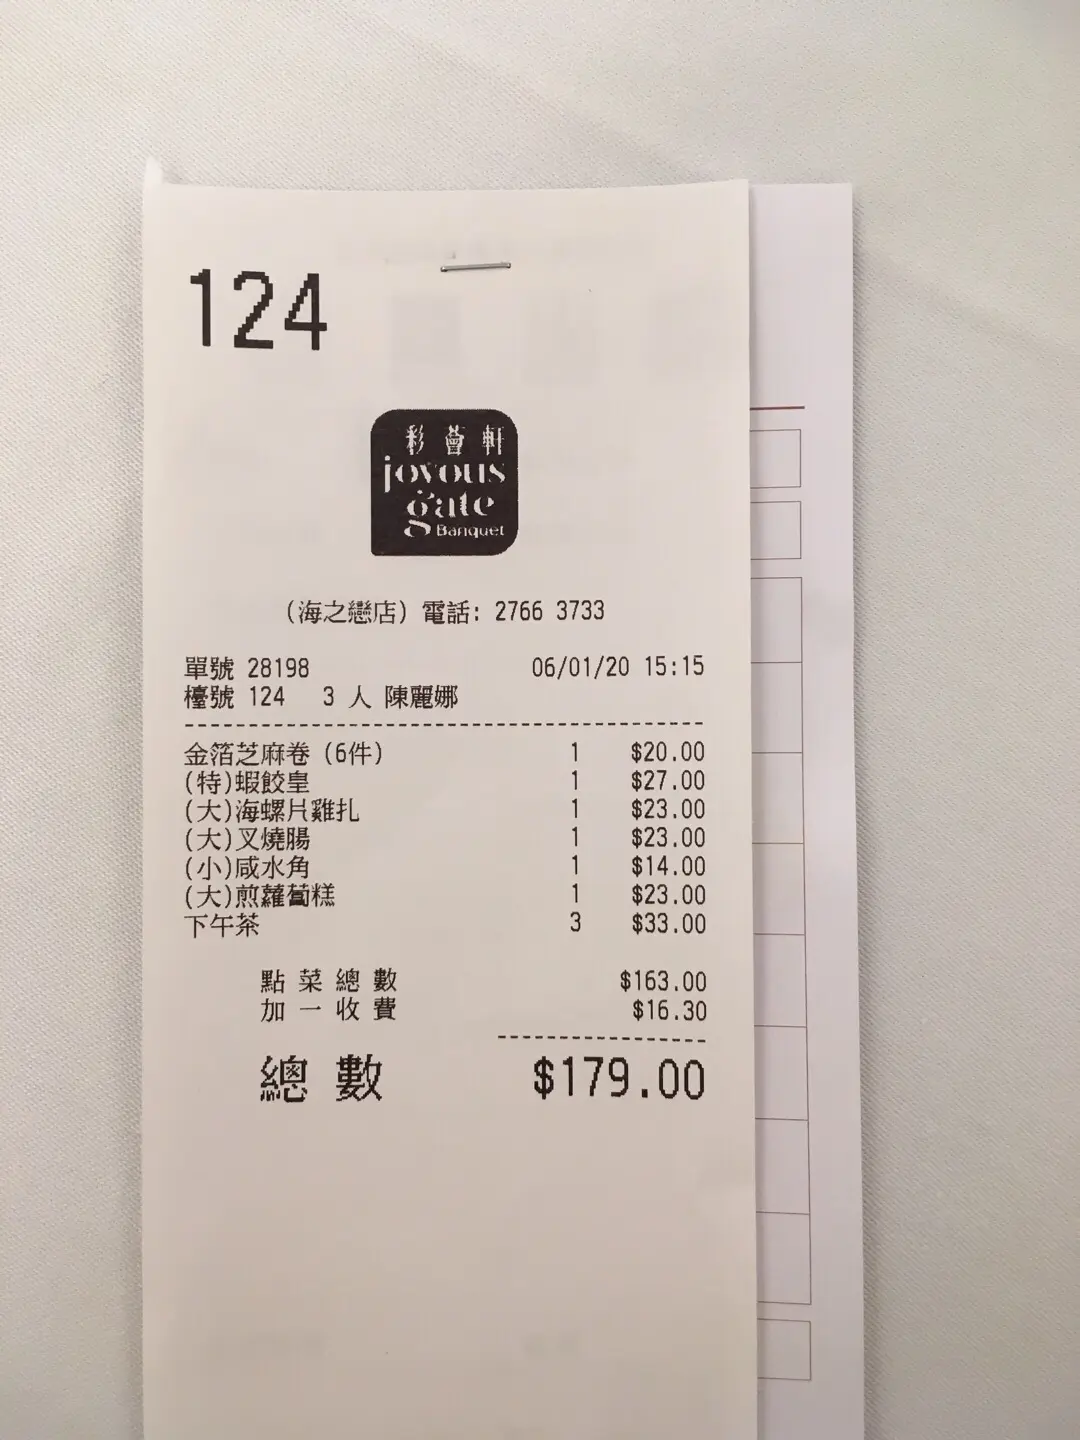 124
彩薈軒
joyous
gate
Banquet
(海之戀店) 電話: 2766 3733
單號 28198 06/01/20 15:15
檯號 124 3 人 陳麗娜
金箔芝麻卷 (6件) 1 $20.00
(特)蝦餃皇 1 $27.00
(大)海螺片雞扎 1 $23.00
(大)叉燒腸 1 $23.00
(小)咸水角 1 $14.00
(大)煎蘿蔔糕 1 $23.00
下午茶 3 $33.00
點菜總數 $163.00
加一收費 $16.30
總數 $179.00